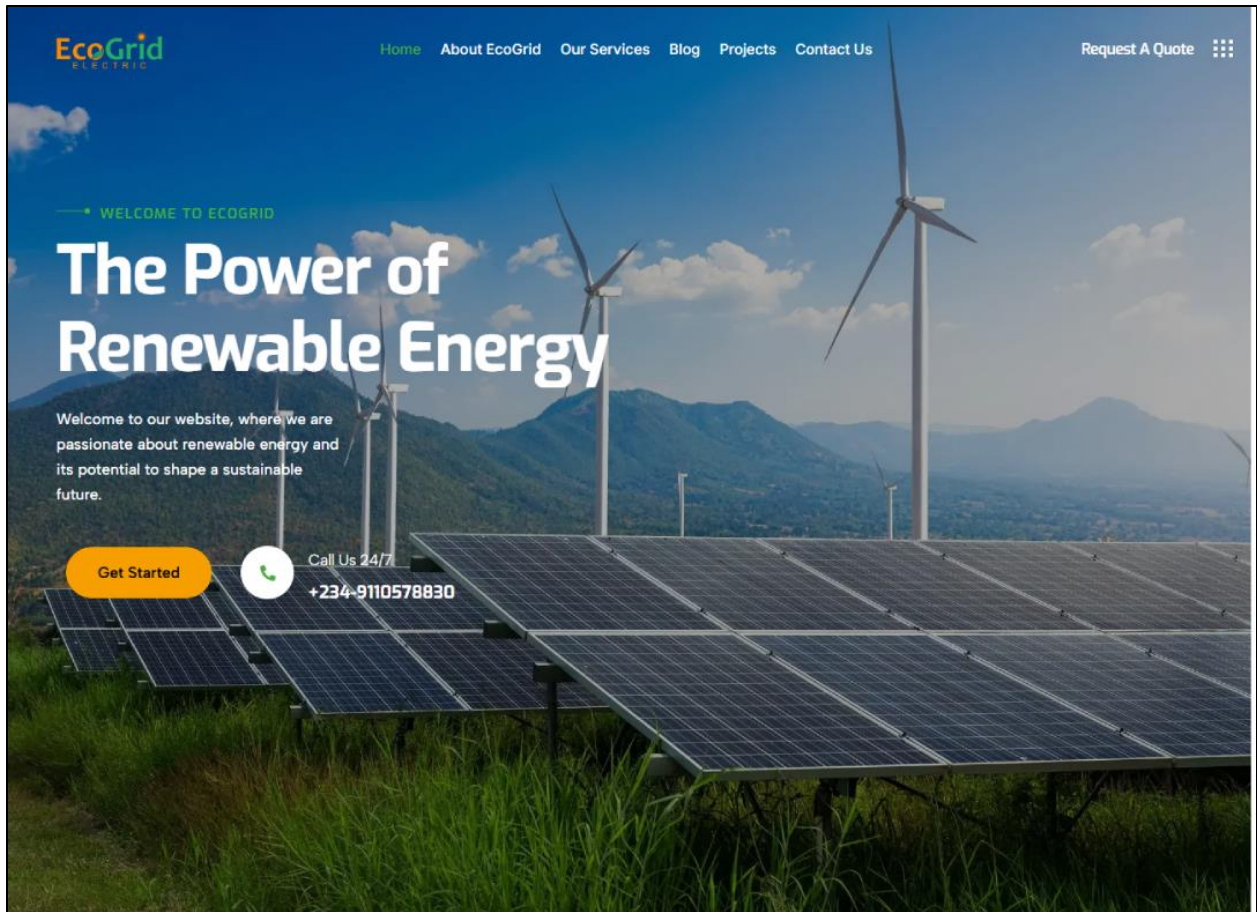 EcoGrid
ELECTRIC
Home About EcoGrid Our Services Blog Projects Contact Us Request A Quote
WELCOME TO ECOGRID
The Power of
Renewable Energy
Welcome to our website, where we are
passionate about renewable energy and
its potential to shape a sustainable
future.
Get Started
Call Us 24/7
+234-9110578830